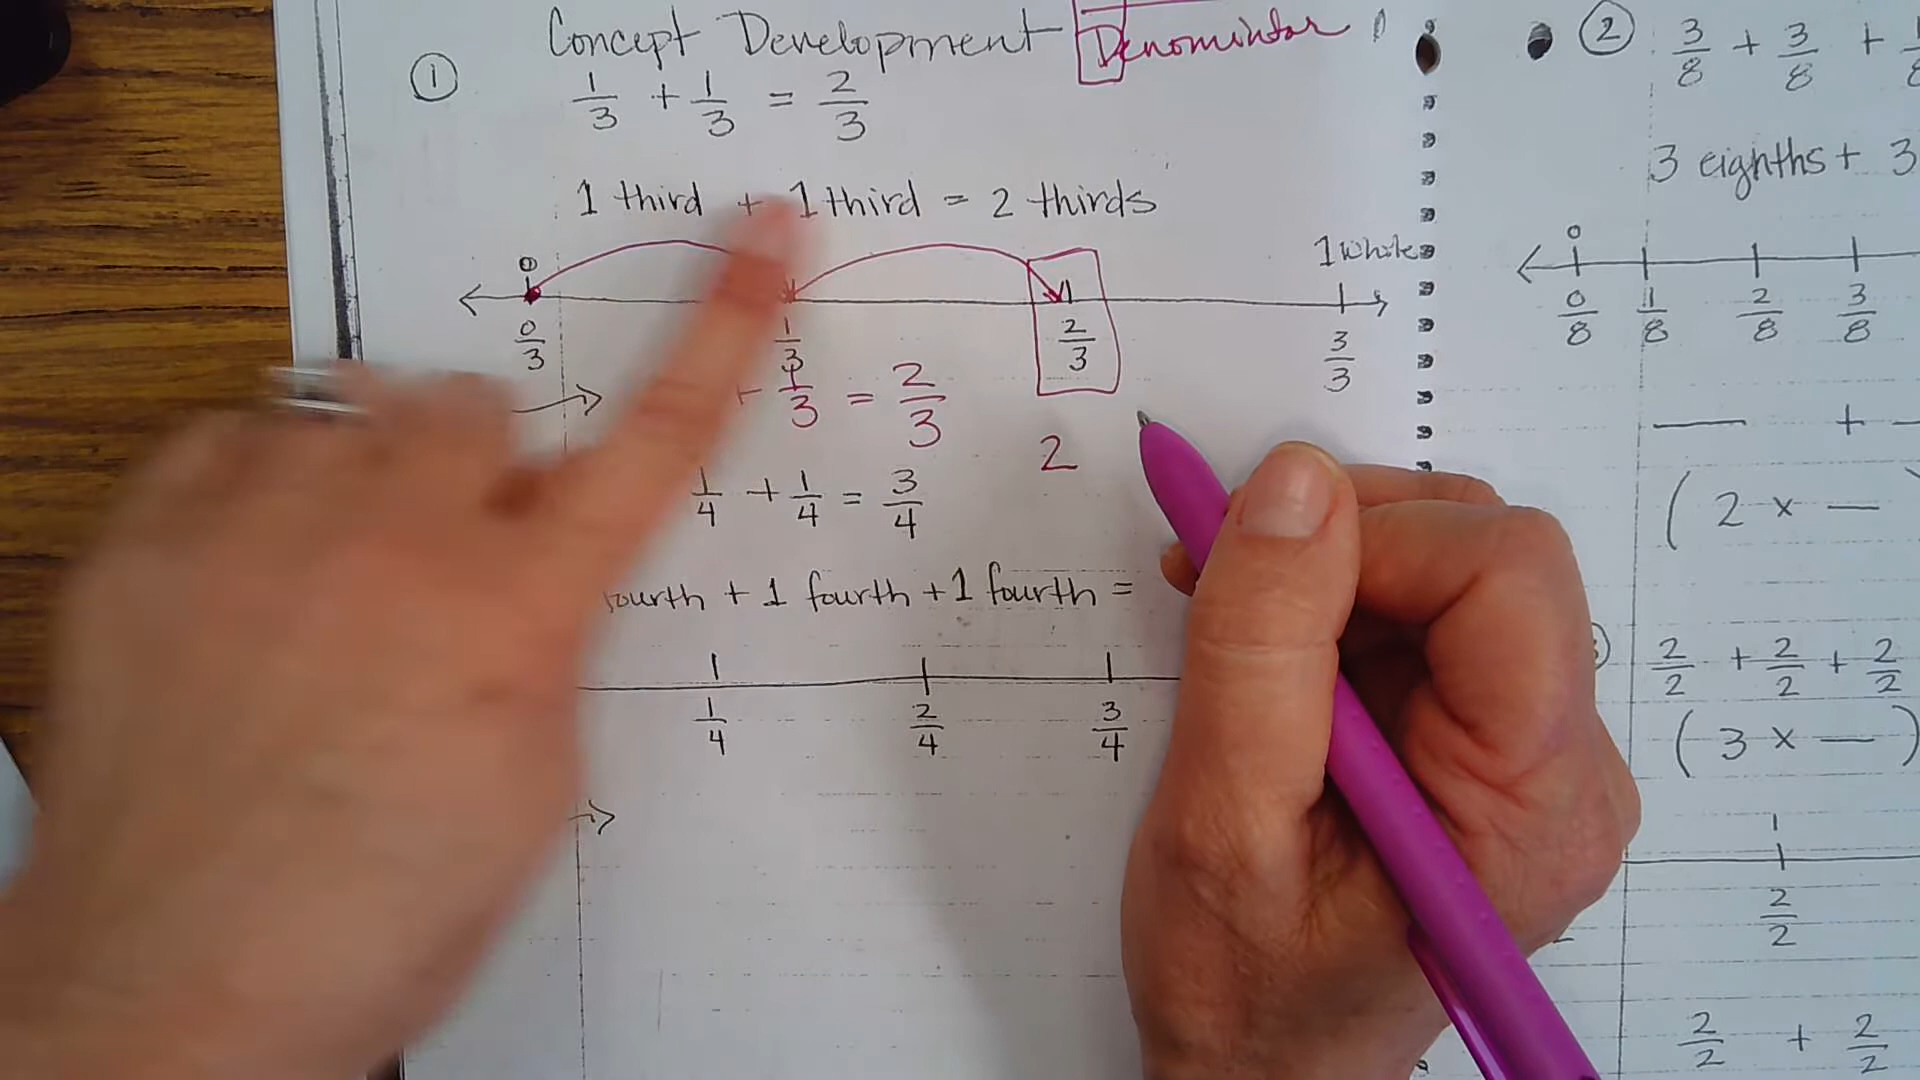 Concept Development Denomintor
①
1/3 + 1/3 = 2/3
1 third + 1 third = 2 thirds
0 1 whole
0/3 1/3 2/3 3/3
+ 1/3 = 2/3
2
1/4 + 1/4 = 3/4
fourth + 1 fourth + 1 fourth =
1/4 2/4 3/4
② 3/8 + 3/8 +
3 eighths + 3
0
0/8 1/8 2/8 3/8
+
( 2 x
2/2 + 2/2 + 2/2
( 3 x )
1
2/2
2/2 + 2/2